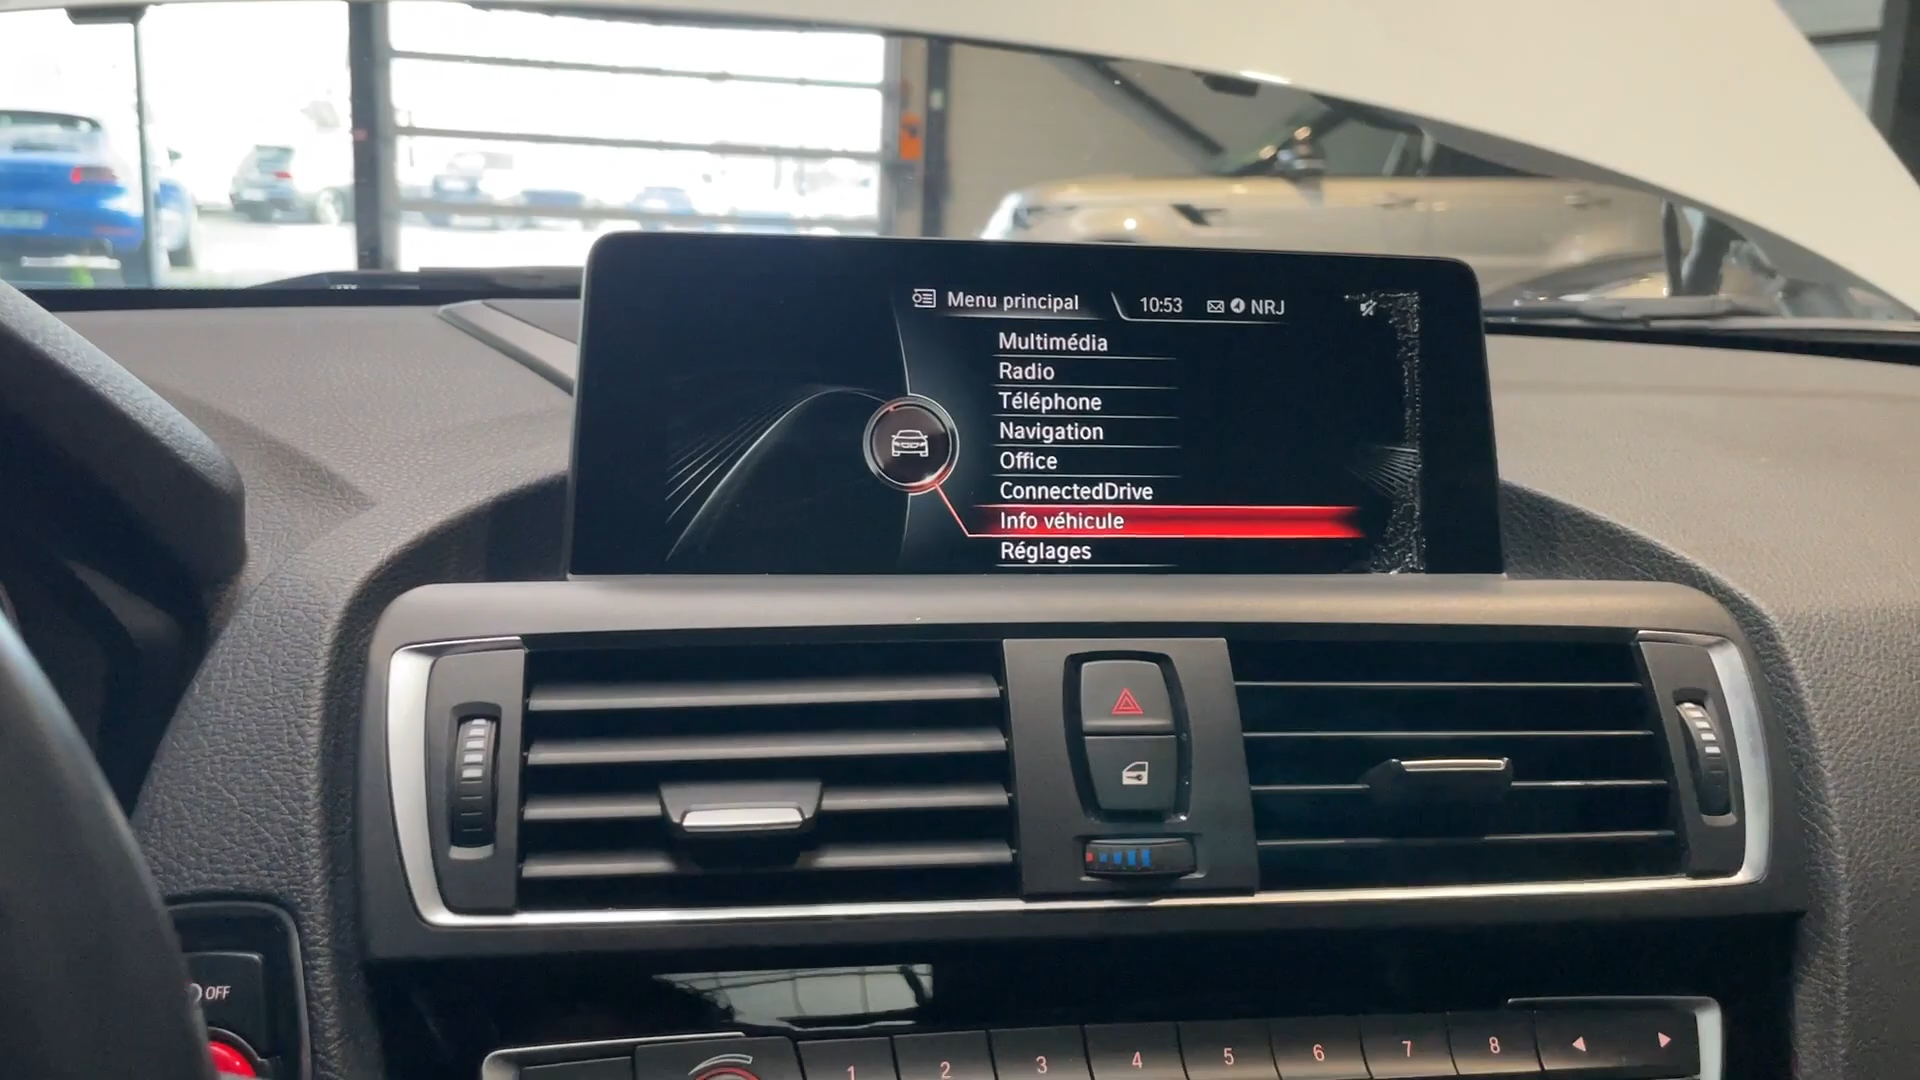 Menu principal 10:53 NRJ
Multimédia
Radio
Téléphone
Navigation
Office
ConnectedDrive
Info véhicule
Réglages
OFF
1 2 3 4 5 6 7 8